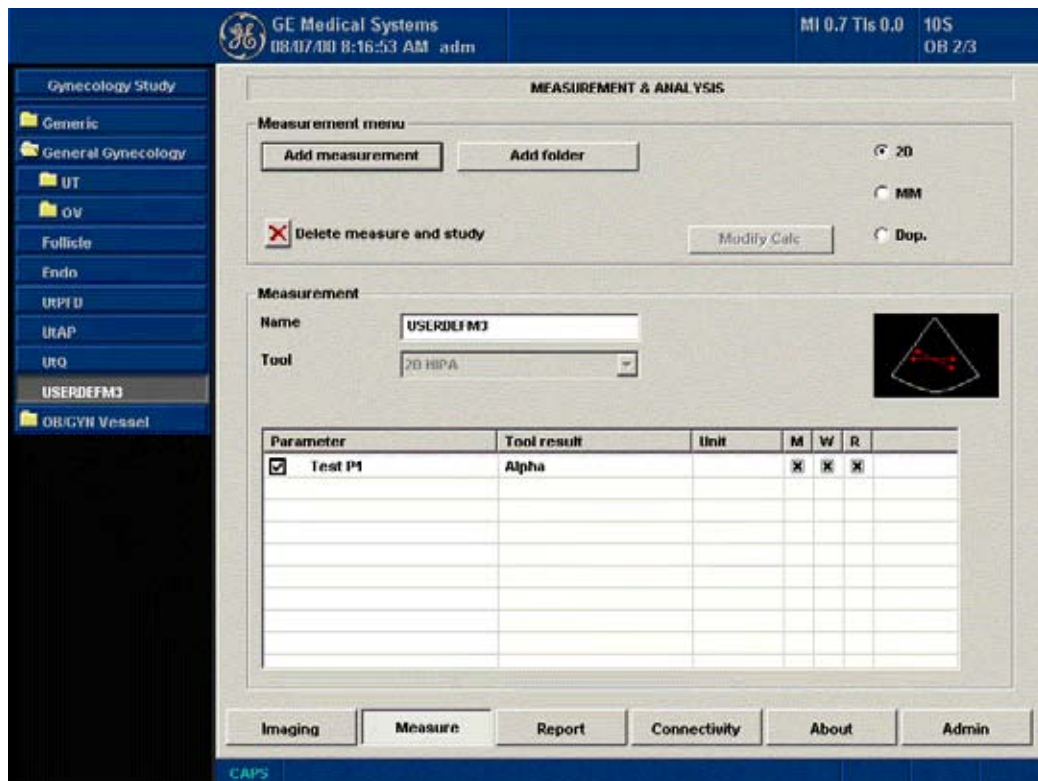 GE Medical Systems
08/07/00 8:16:53 AM adm
MI 0.7 TIs 0.0
10S
OB 2/3
Gynecology Study
Generic
General Gynecology
UT
OV
Follicle
Endo
UtPFD
UtAP
UtQ
USERDEFM3
OB/GYN Vessel
MEASUREMENT & ANALYSIS
Measurement menu
Add measurement
Add folder
2D
MM
Delete measure and study
Modify Calc
Dop.
Measurement
Name
USERDEFM3
Tool
2D HIPA
Parameter Tool result Unit M W R
Test P1 Alpha X X X
Imaging Measure Report Connectivity About Admin
CAPS